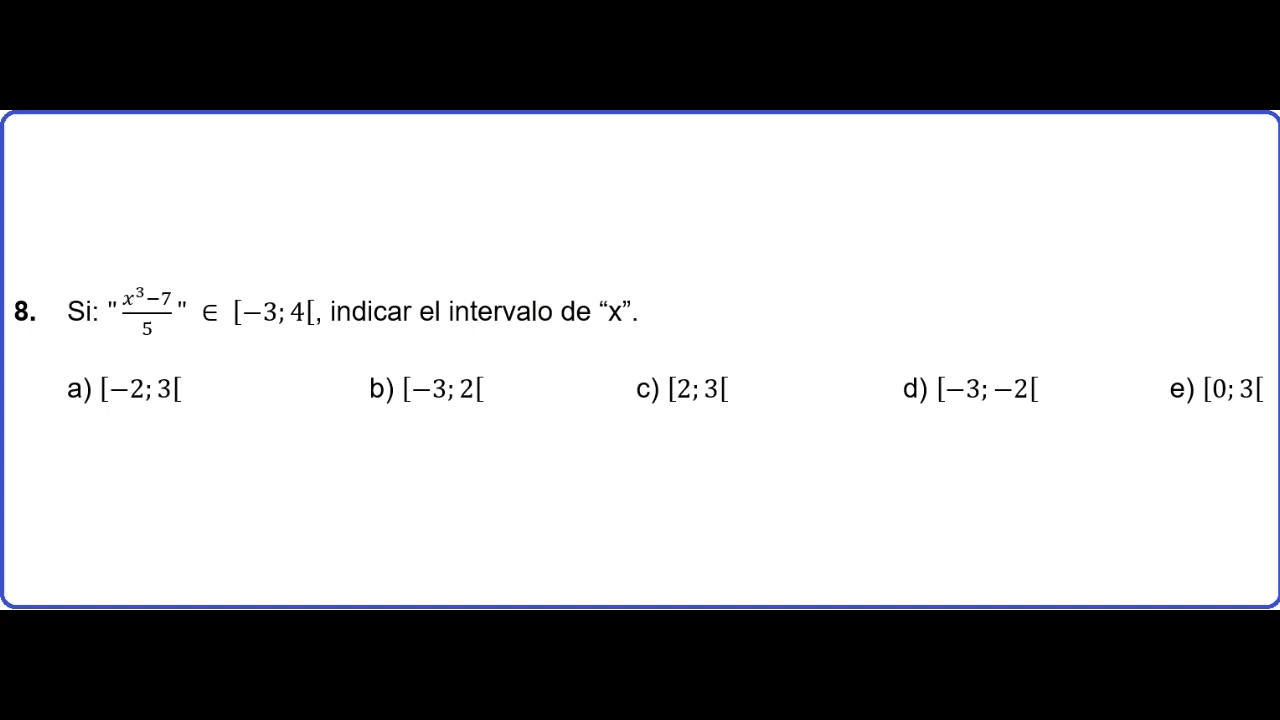 8. Si: "\frac{x³−7}{5}" ∈ [−3; 4[, indicar el intervalo de “x”.
a) [−2; 3[ b) [−3; 2[ c) [2; 3[ d) [−3; −2[ e) [0; 3[